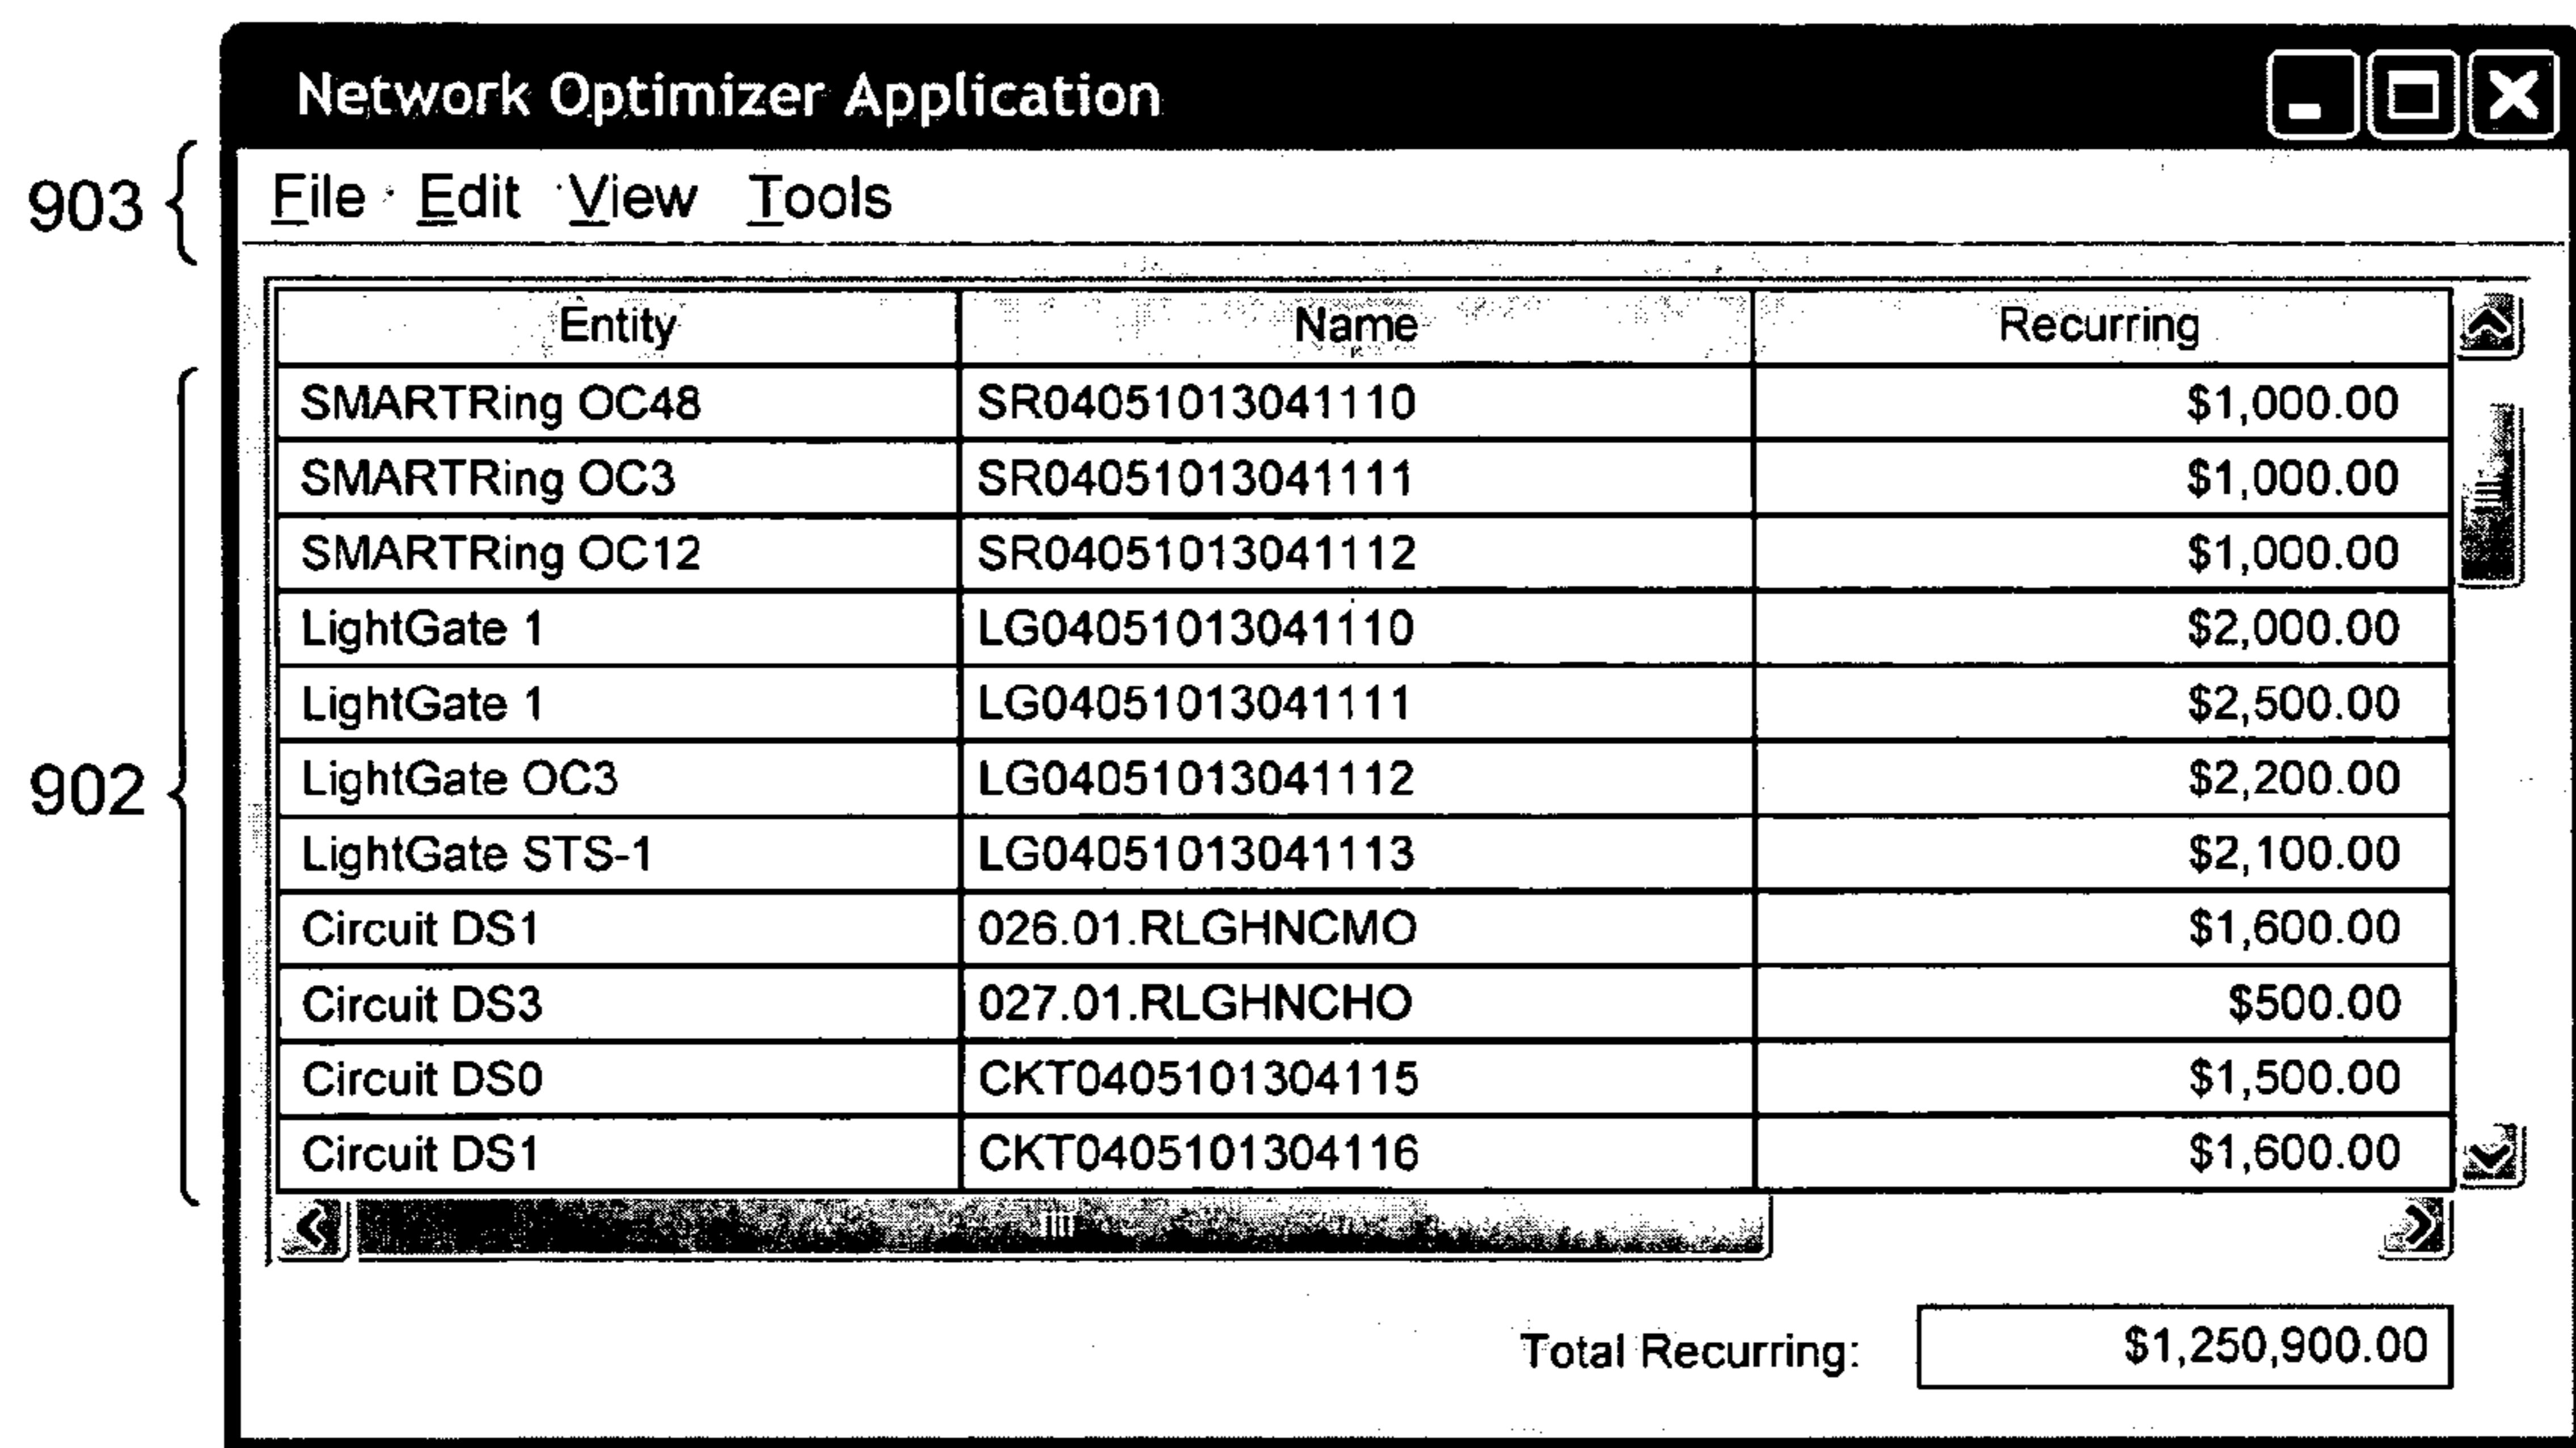 Network Optimizer Application
903
File Edit View Tools
Entity Name Recurring
SMARTRing OC48 SR04051013041110 $1,000.00
SMARTRing OC3 SR04051013041111 $1,000.00
SMARTRing OC12 SR04051013041112 $1,000.00
LightGate 1 LG04051013041110 $2,000.00
LightGate 1 LG04051013041111 $2,500.00
902
LightGate OC3 LG04051013041112 $2,200.00
LightGate STS-1 LG04051013041113 $2,100.00
Circuit DS1 026.01.RLGHNCMO $1,600.00
Circuit DS3 027.01.RLGHNCHO $500.00
Circuit DS0 CKT0405101304115 $1,500.00
Circuit DS1 CKT0405101304116 $1,600.00
Total Recurring: $1,250,900.00